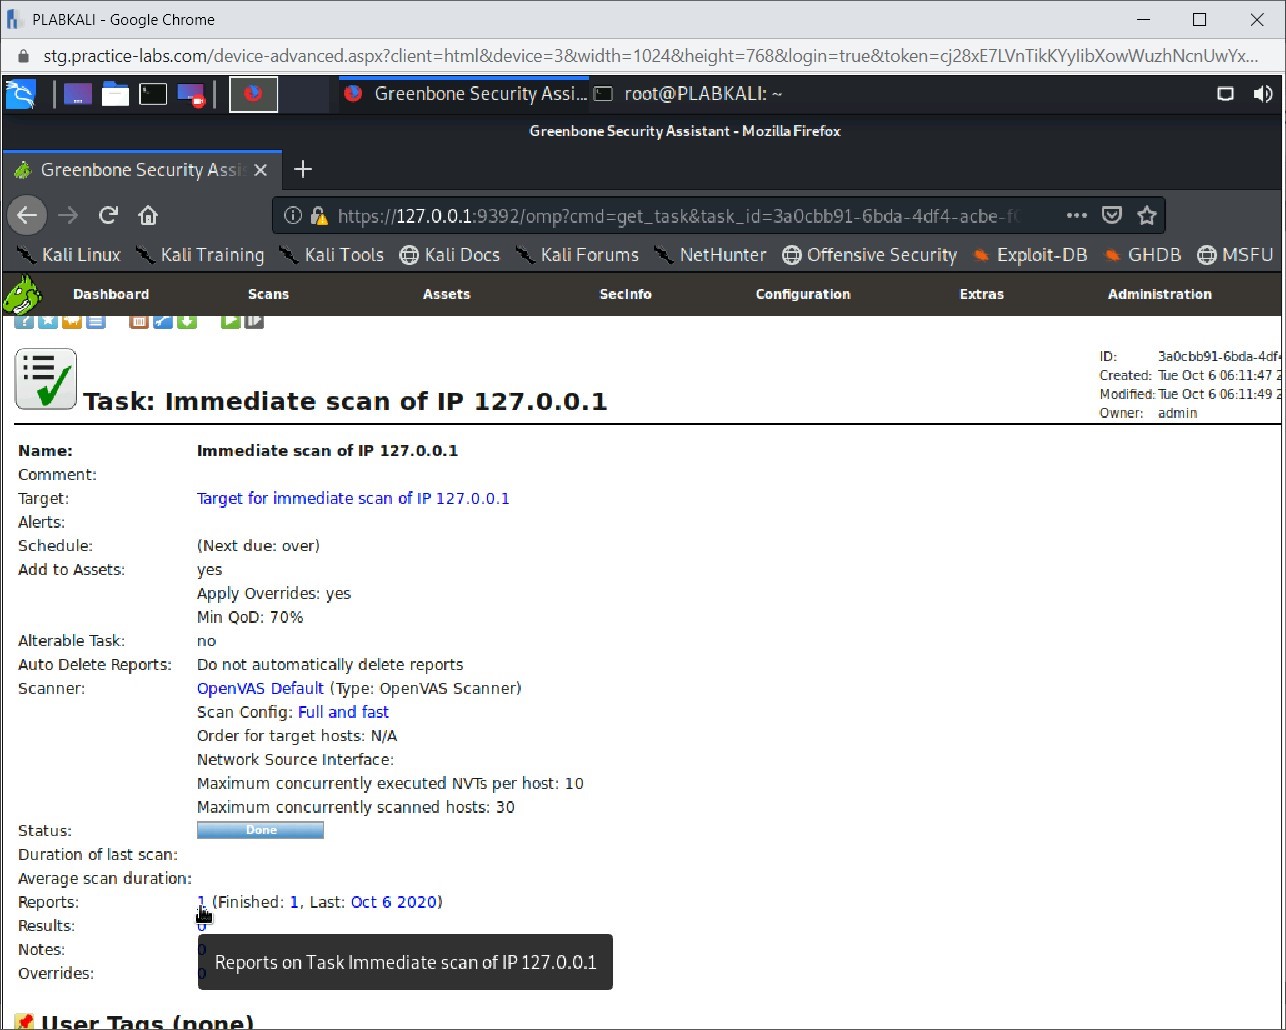 PLABKALI - Google Chrome
stg.practice-labs.com/device-advanced.aspx?client=html&device=3&width=1024&height=768&login=true&token=cj28xE7LVnTikKYylibXowWuzhNcnUwYx...
Greenbone Security Assi... root@PLABKALI: ~
Greenbone Security Assistant - Mozilla Firefox
Greenbone Security Assi
https://127.0.0.1:9392/omp?cmd=get_task&task_id=3a0cbb91-6bda-4df4-acbe-f
Kali Linux Kali Training Kali Tools Kali Docs Kali Forums NetHunter Offensive Security Exploit-DB GHDB MSFU
Dashboard Scans Assets SecInfo Configuration Extras Administration
ID: 3a0cbb91-6bda-4df
Created: Tue Oct 6 06:11:47 2
Modified: Tue Oct 6 06:11:49 2
Owner: admin
Task: Immediate scan of IP 127.0.0.1
Name: Immediate scan of IP 127.0.0.1
Comment:
Target: Target for immediate scan of IP 127.0.0.1
Alerts:
Schedule: (Next due: over)
Add to Assets: yes
Apply Overrides: yes
Min QoD: 70%
Alterable Task: no
Auto Delete Reports: Do not automatically delete reports
Scanner: OpenVAS Default (Type: OpenVAS Scanner)
Scan Config: Full and fast
Order for target hosts: N/A
Network Source Interface:
Maximum concurrently executed NVTs per host: 10
Maximum concurrently scanned hosts: 30
Status: Done
Duration of last scan:
Average scan duration:
Reports: 1 (Finished: 1, Last: Oct 6 2020)
Results: 0
Notes: 0
Reports on Task Immediate scan of IP 127.0.0.1
Overrides: 0
User Tags (none)